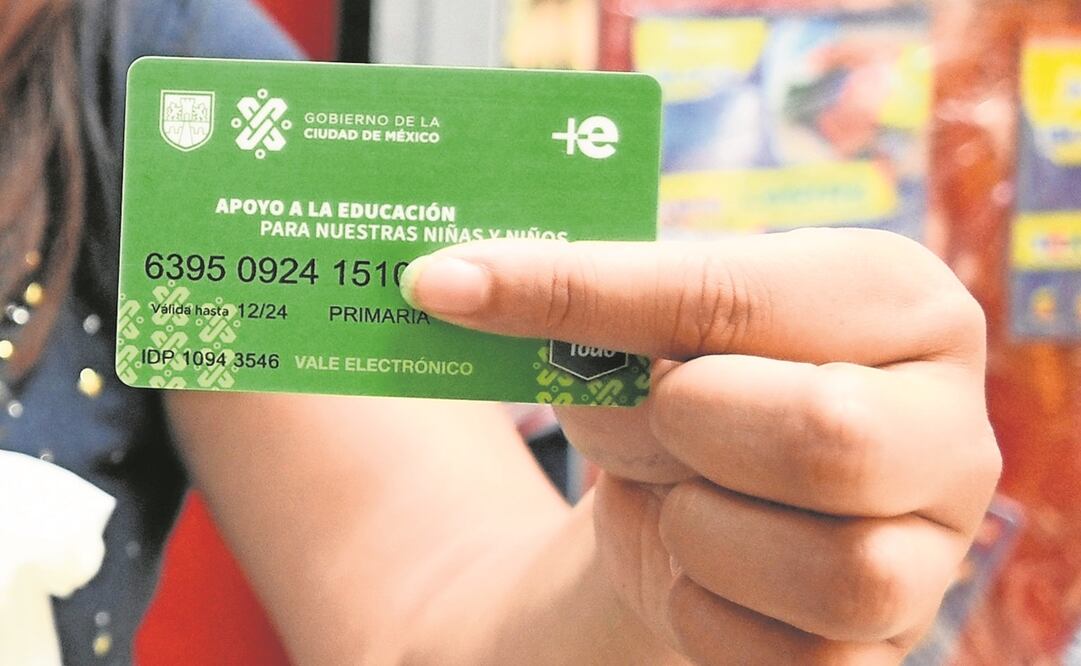 GOBIERNO DE LA
CIUDAD DE MÉXICO
+e
APOYO A LA EDUCACIÓN
PARA NUESTRAS NIÑAS Y NIÑOS
6395 0924 1510
Válida hasta 12/24 PRIMARIA
IDP 1094 3546 VALE ELECTRÓNICO
Todo